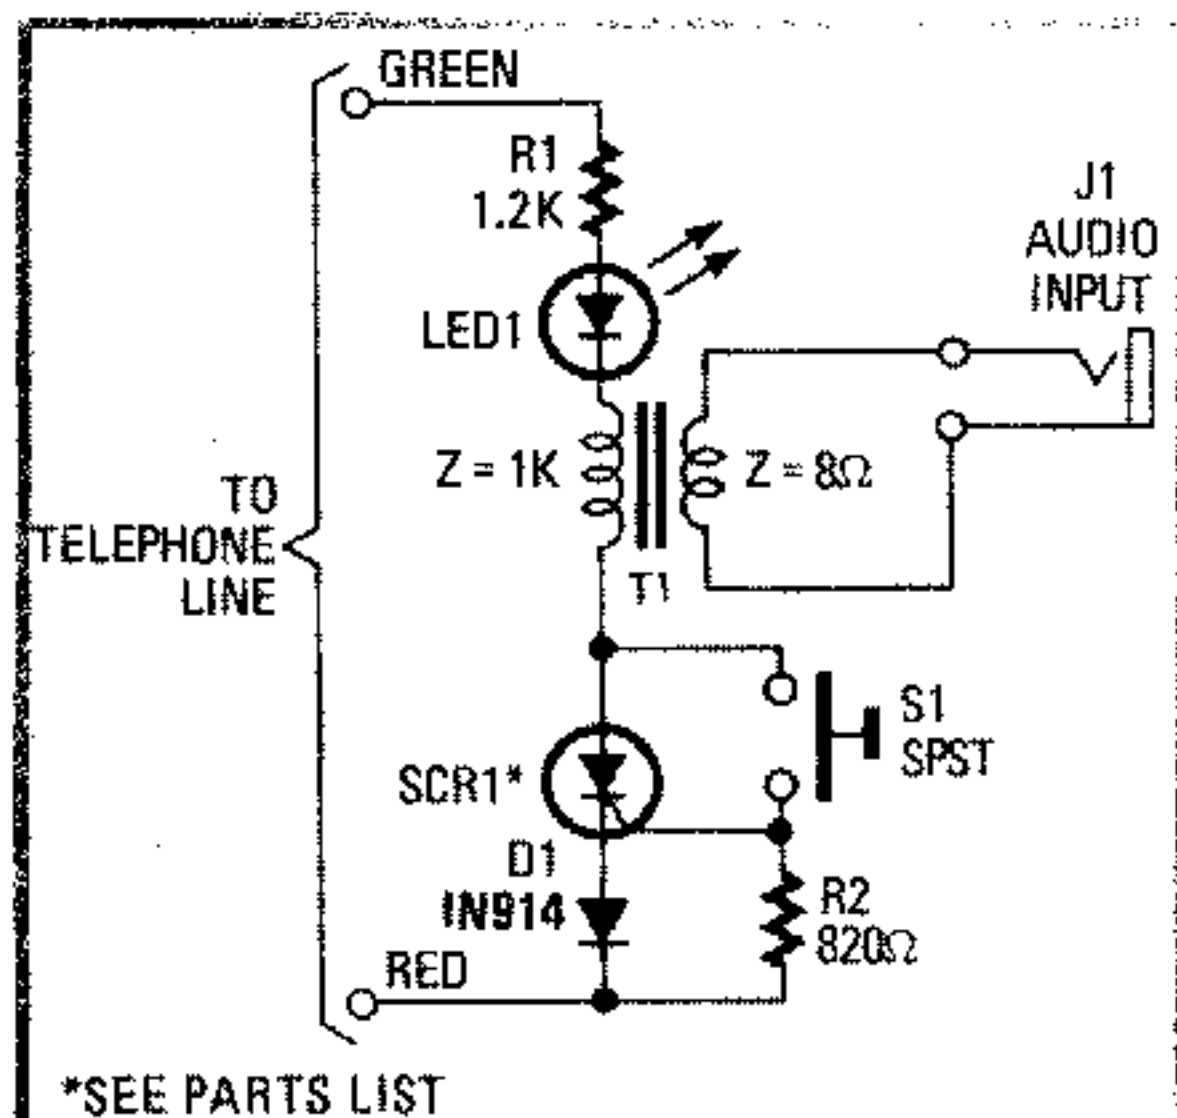 GREEN
R1
1.2K
J1
AUDIO
INPUT
LED1
Z = 1K
Z = 8Ω
TO
TELEPHONE
LINE
T1
S1
SPST
SCR1*
D1
IN914
R2
820Ω
RED
*SEE PARTS LIST